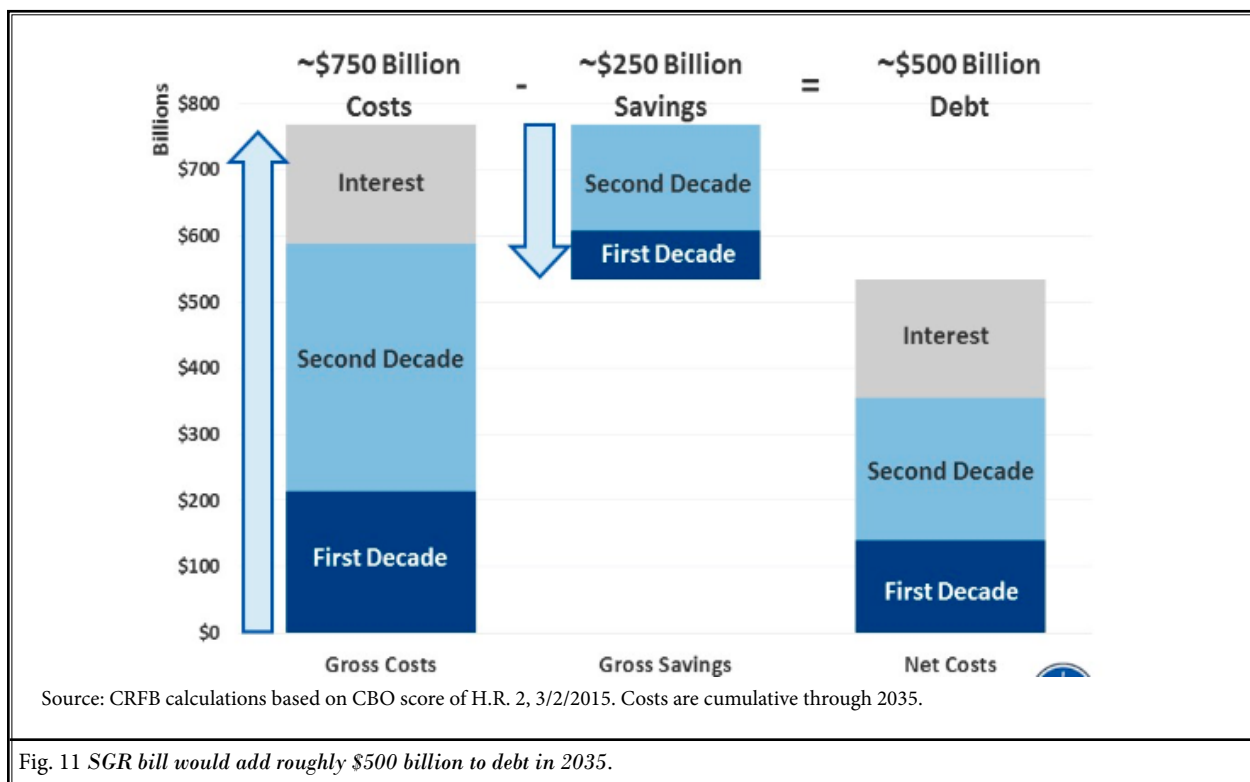 ~$750 Billion
Costs
-
~$250 Billion
Savings
=
~$500 Billion
Debt
Billions
$800
$700
$600
$500
$400
$300
$200
$100
$0
Interest
Second Decade
First Decade
Second Decade
First Decade
Interest
Second Decade
First Decade
Gross Costs
Gross Savings
Net Costs
Source: CRFB calculations based on CBO score of H.R. 2, 3/2/2015. Costs are cumulative through 2035.
Fig. 11 SGR bill would add roughly $500 billion to debt in 2035.